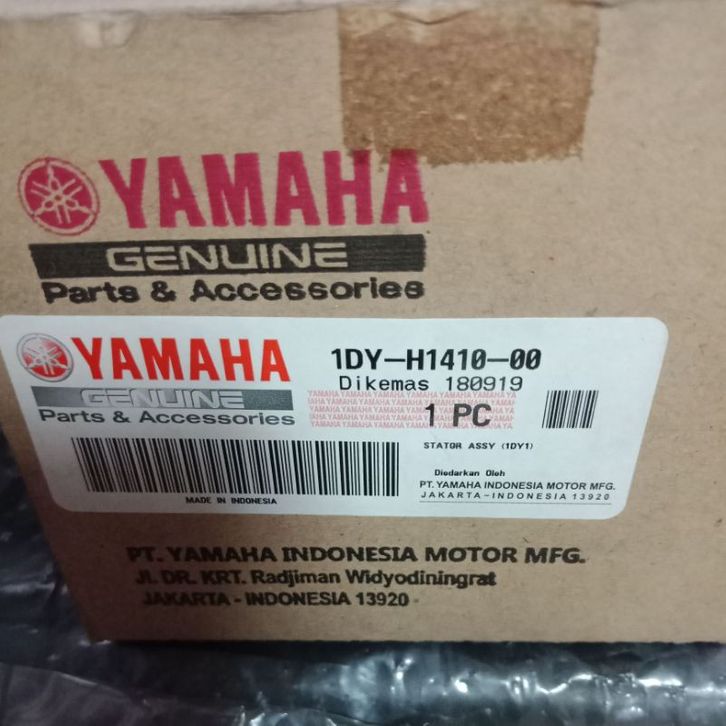 YAMAHA
GENUINE
Parts & Accessories
YAMAHA
GENUINE
Parts & Accessories
MADE IN INDONESIA
1DY-H1410-00
Dikemas 180919
1 PC
STATOR ASSY (1DY1)
Diedarkan Oleh
PT. YAMAHA INDONESIA MOTOR MFG.
JAKARTA-INDONESIA 13920
PT. YAMAHA INDONESIA MOTOR MFG.
Jl. DR. KRT. Radjiman Widyodiningrat
JAKARTA - INDONESIA 13920